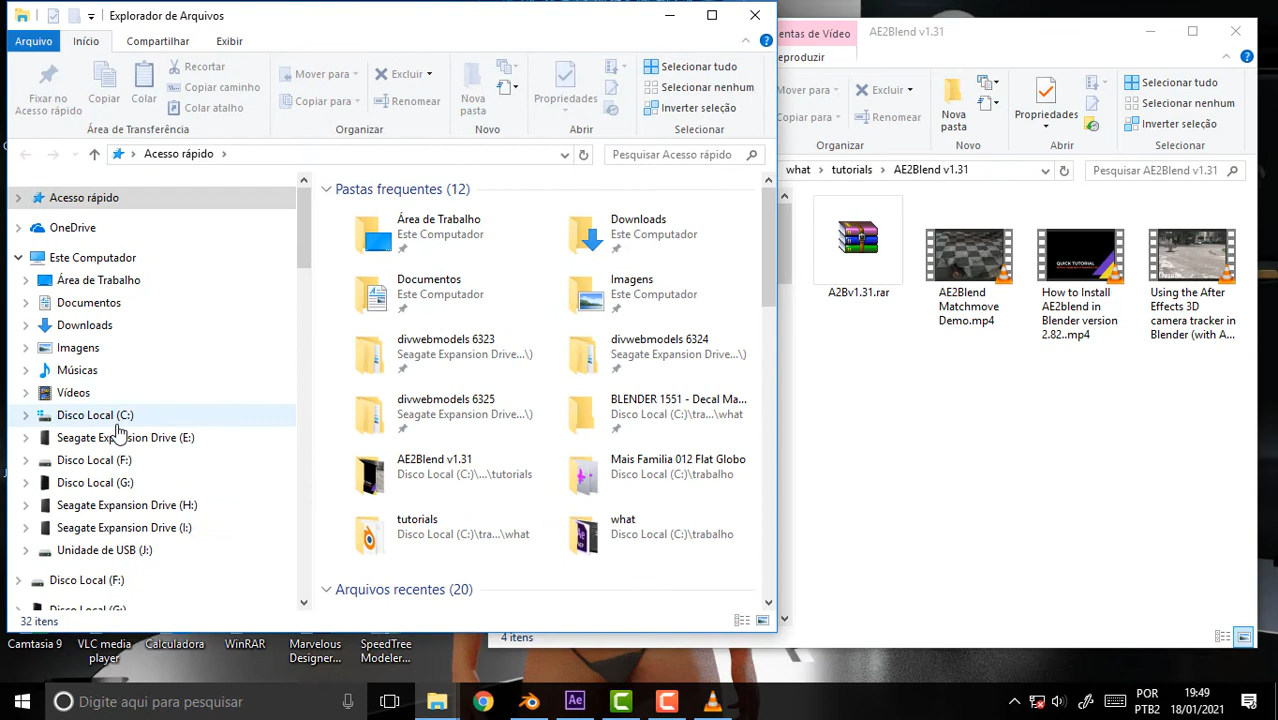 Explorador de Arquivos
Arquivo
Início
Compartilhar
Exibir
Fixar no
Acesso rápido
Copiar
Colar
Recortar
Copiar caminho
Colar atalho
Área de Transferência
Mover para
Copiar para
Excluir
Renomear
Organizar
Nova
pasta
Novo
Propriedades
Abrir
Selecionar tudo
Selecionar nenhum
Inverter seleção
Selecionar
Acesso rápido
Pesquisar Acesso rápido
Acesso rápido
OneDrive
Este Computador
Área de Trabalho
Documentos
Downloads
Imagens
Músicas
Vídeos
Disco Local (C:)
Seagate Expansion Drive (E:)
Disco Local (F:)
Disco Local (G:)
Seagate Expansion Drive (H:)
Seagate Expansion Drive (I:)
Unidade de USB (J:)
Disco Local (F:)
Disco Local (G:)
Pastas frequentes (12)
Área de Trabalho
Este Computador
Downloads
Este Computador
Documentos
Este Computador
Imagens
Este Computador
divwebmodels 6323
Seagate Expansion Drive...\)
divwebmodels 6324
Seagate Expansion Drive...\)
divwebmodels 6325
Seagate Expansion Drive...\)
BLENDER 1551 - Decal Ma...
Disco Local (C:)\tra...\what
AE2Blend v1.31
Disco Local (C:)\...\tutorials
Mais Familia 012 Flat Globo
Disco Local (C:)\trabalho
tutorials
Disco Local (C:)\tra...\what
what
Disco Local (C:)\trabalho
Arquivos recentes (20)
32 itens
entas de Vídeo
AE2Blend v1.31
eproduzir
Mover para
Copiar para
Excluir
Renomear
Organizar
Nova
pasta
Novo
Propriedades
Abrir
Selecionar tudo
Selecionar nenhum
Inverter seleção
Selecionar
what
tutorials
AE2Blend v1.31
Pesquisar AE2Blend v1.31
A2Bv1.31.rar
AE2Blend
Matchmove
Demo.mp4
QUICK TUTORIAL
How to Install
AE2blend in
Blender version
2.82..mp4
Using the After
Effects 3D
camera tracker in
Blender (with A...
4 itens
Camtasia 9
VLC media
player
Calculadora
WinRAR
Marvelous
Designer...
SpeedTree
Modeler...
Digite aqui para pesquisar
Ae
C
C
POR
PTB2
19:49
18/01/2021